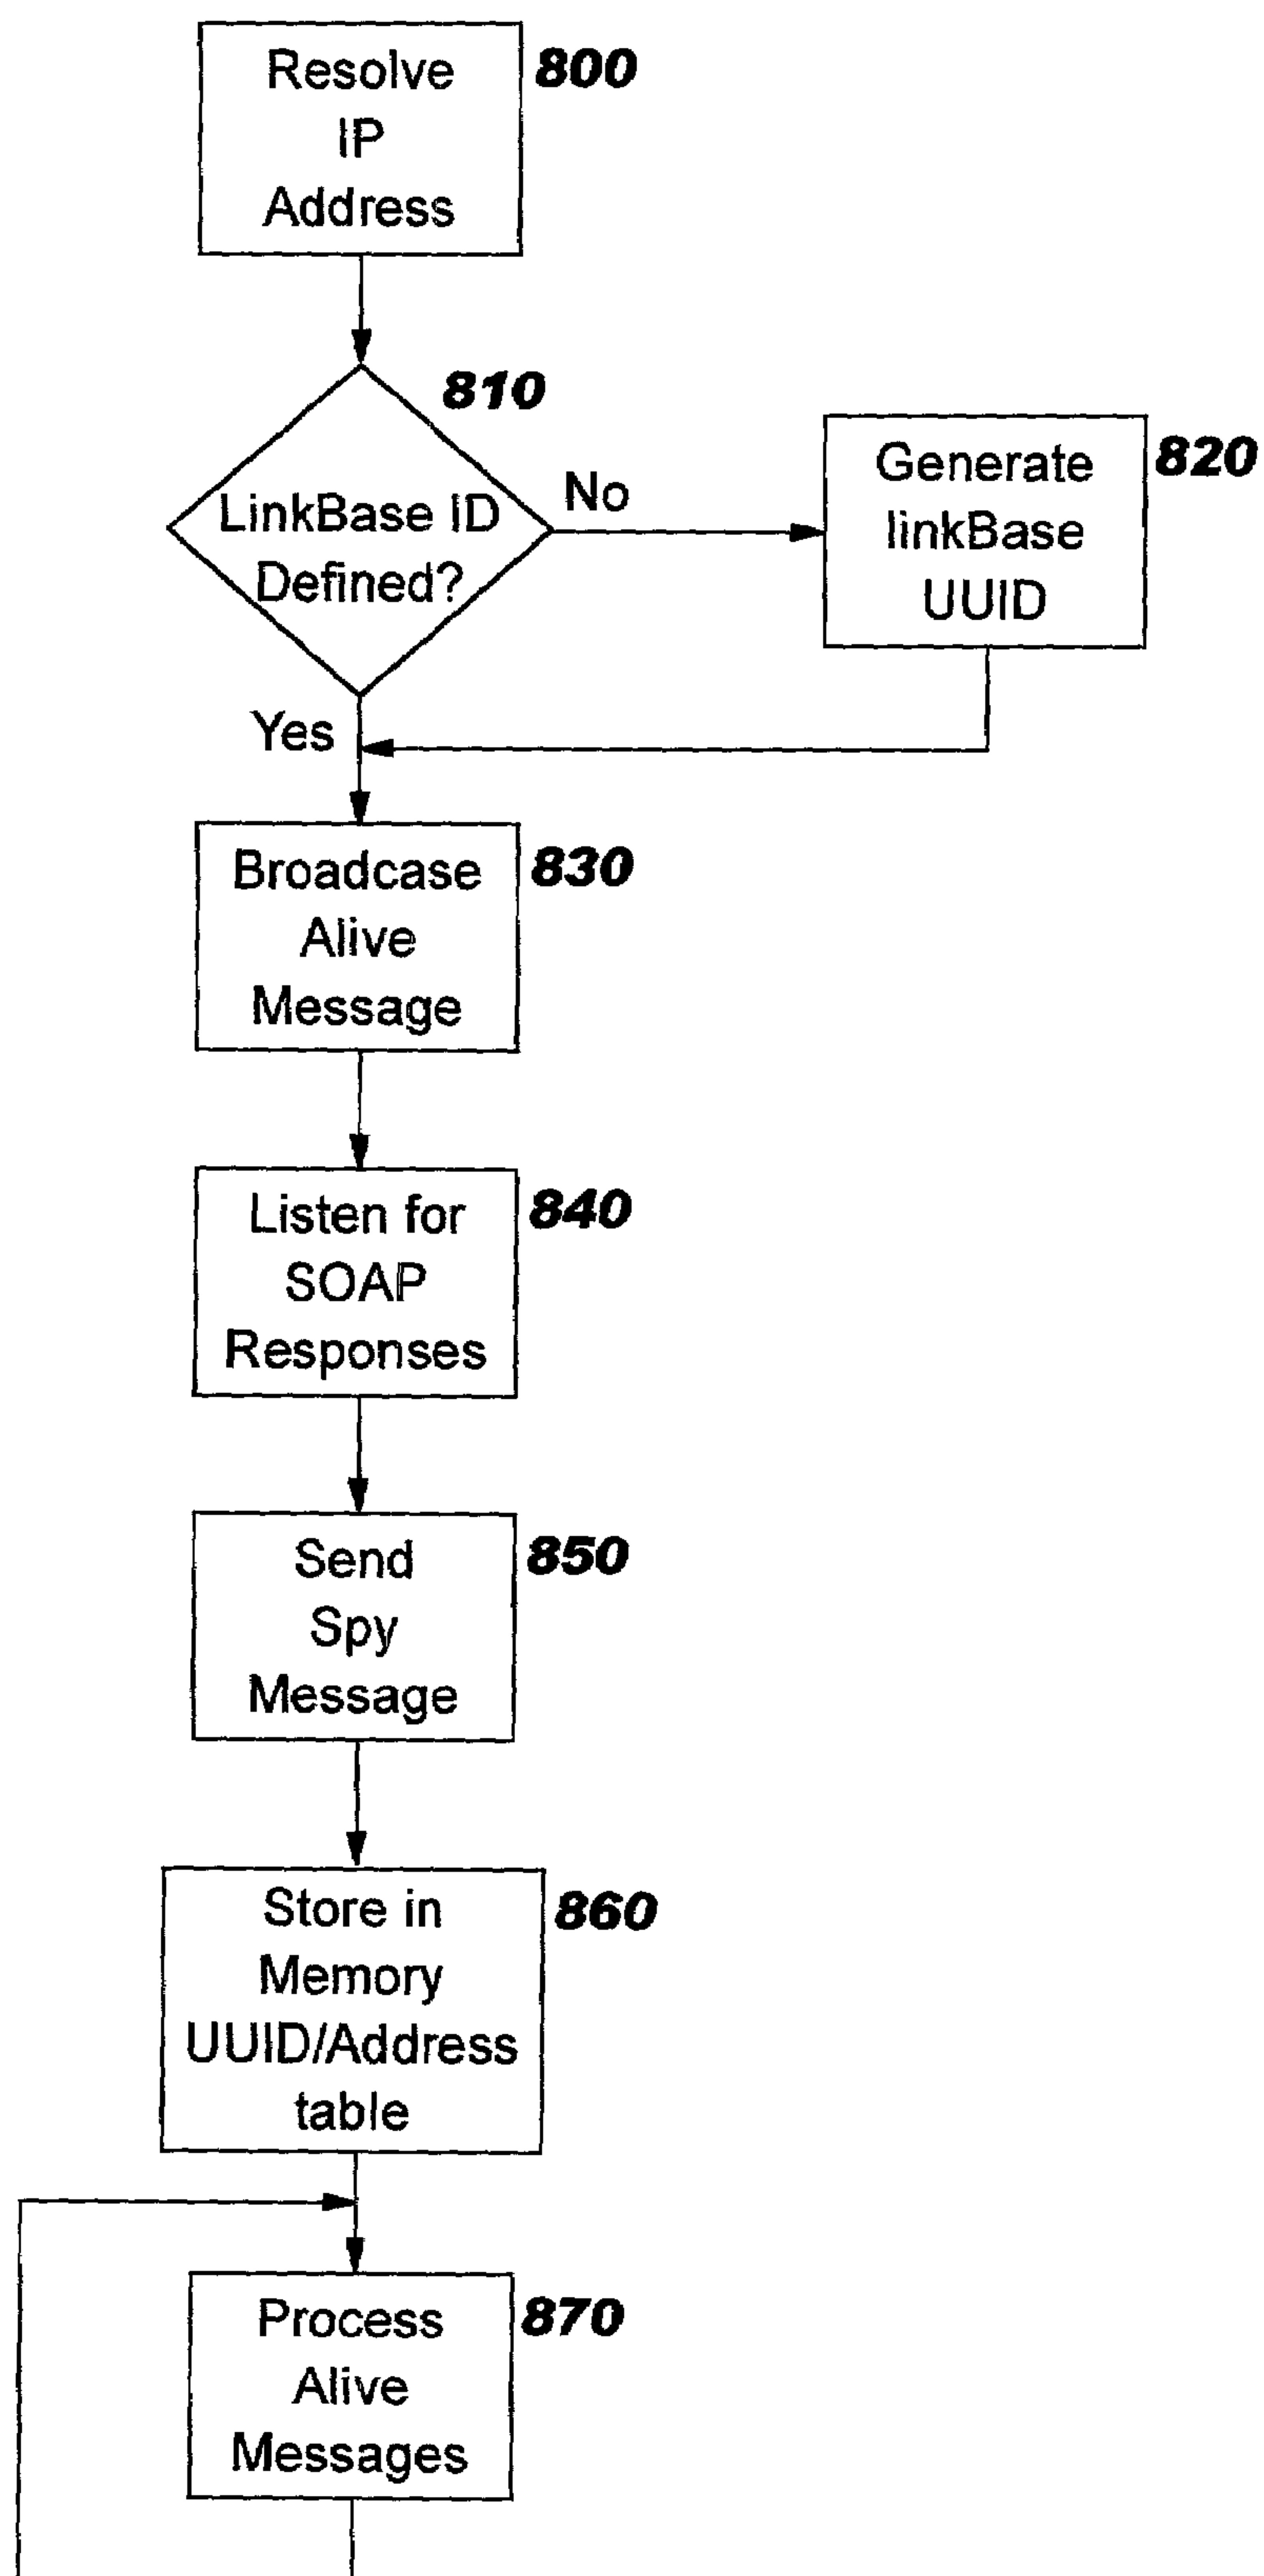 Resolve
IP
Address
800
810
LinkBase ID
Defined?
No
Generate
linkBase
UUID
820
Yes
Broadcase
Alive
Message
830
Listen for
SOAP
Responses
840
Send
Spy
Message
850
Store in
Memory
UUID/Address
table
860
Process
Alive
Messages
870